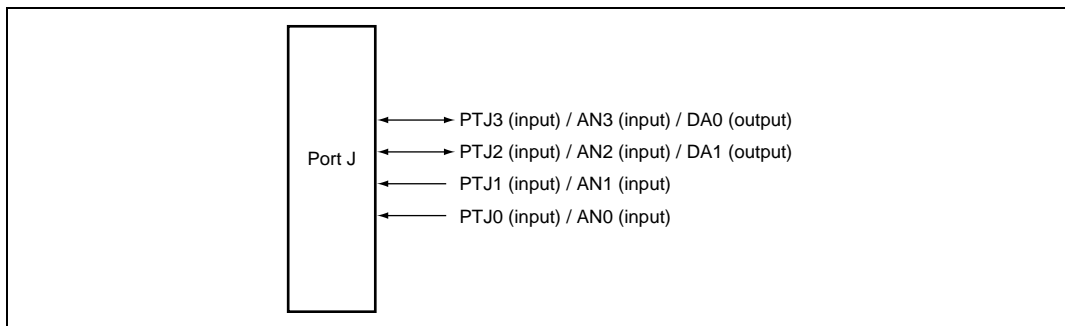 Port J
PTJ3 (input) / AN3 (input) / DA0 (output)
PTJ2 (input) / AN2 (input) / DA1 (output)
PTJ1 (input) / AN1 (input)
PTJ0 (input) / AN0 (input)